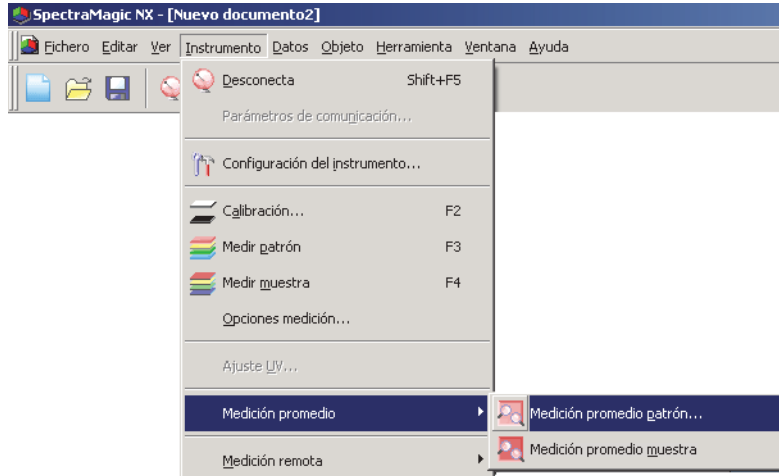 SpectraMagic NX - [Nuevo documento2]
Fichero Editar Ver Instrumento Datos Objeto Herramienta Ventana Ayuda
Desconecta Shift+F5
Parámetros de comunicación...
Configuración del instrumento...
Calibración... F2
Medir patrón F3
Medir muestra F4
Opciones medición...
Ajuste UV...
Medición promedio
Medición promedio patrón...
Medición promedio muestra
Medición remota